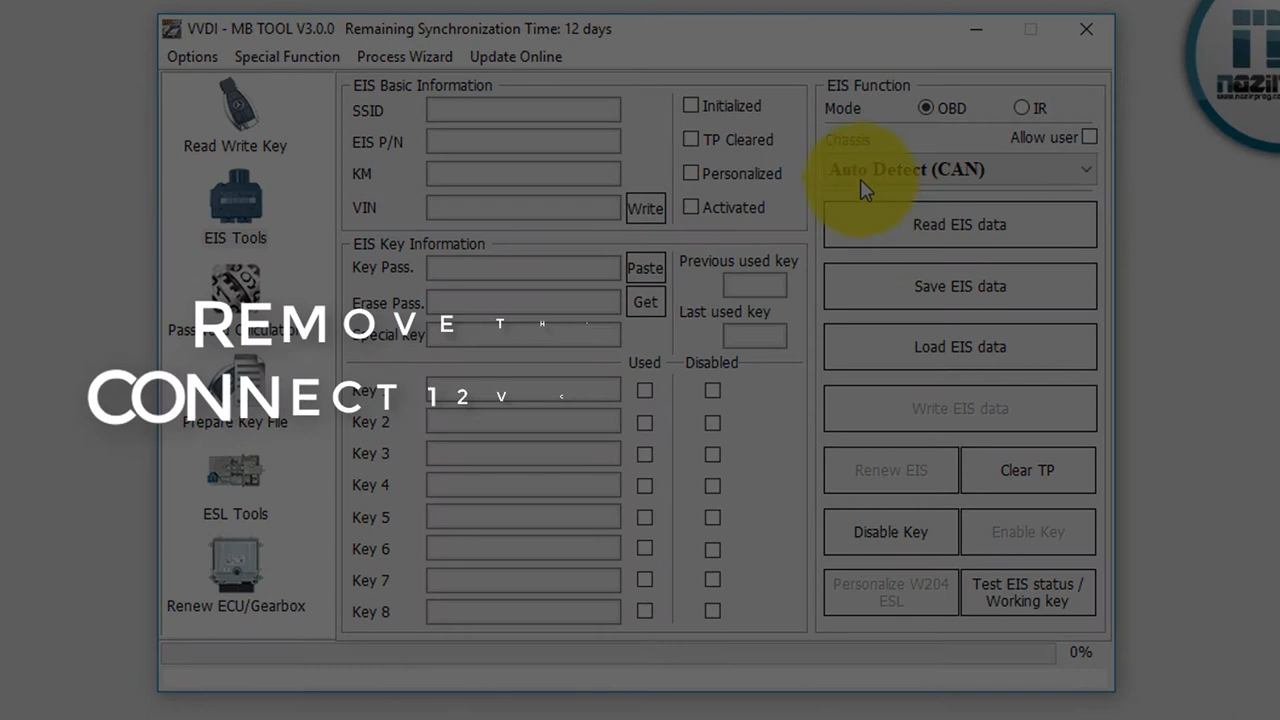 VVDI - MB TOOL V3.0.0 Remaining Synchronization Time: 12 days
Options Special Function Process Wizard Update Online
Read Write Key
EIS Tools
Prepare Key File
ESL Tools
Renew ECU/Gearbox
EIS Basic Information
SSID
EIS P/N
KM
VIN
Write
Initialized
TP Cleared
Personalized
Activated
EIS Key Information
Key Pass.
Paste
Erase Pass.
Get
Special Key
Previous used key
Last used key
Used Disabled
Key
Key 2
Key 3
Key 4
Key 5
Key 6
Key 7
Key 8
EIS Function
Mode OBD IR
Chassis Allow user
Auto Detect (CAN)
Read EIS data
Save EIS data
Load EIS data
Write EIS data
Renew EIS Clear TP
Disable Key Enable Key
Personalize W204
ESL
Test EIS status /
Working key
0%
REMOVE TH
CONNECT 12V